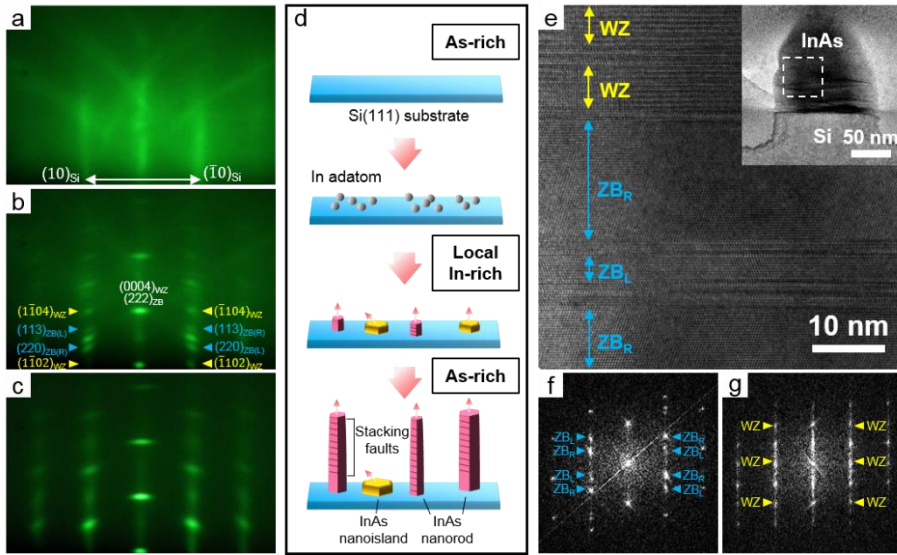 a
(10)Si
(1̅0)Si
b
(0004)WZ
(222)ZB
(11̅04)WZ
(1̅104)WZ
(113)ZB(L)
(113)ZB(R)
(220)ZB(R)
(220)ZB(L)
(11̅02)WZ
(1̅102)WZ
c
d
As-rich
Si(111) substrate
In adatom
Local
In-rich
As-rich
Stacking
faults
InAs
nanoisland
InAs
nanorod
e
WZ
WZ
ZBR
ZBL
ZBR
10 nm
InAs
Si
50 nm
f
ZBL
ZBR
ZBR
ZBL
ZBL
ZBR
ZBR
ZBL
g
WZ
WZ
WZ
WZ
WZ
WZ